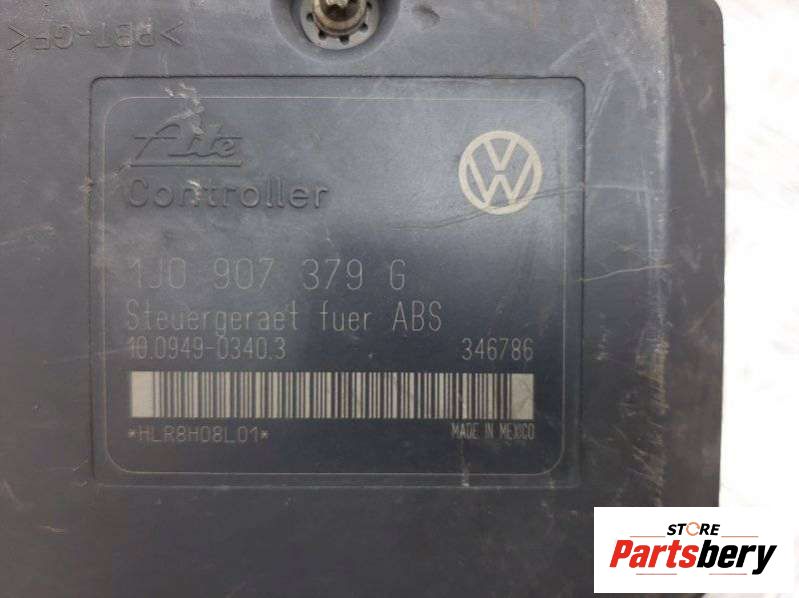 >PBT-GF<
Ate
Controller
1J0 907 379 G
Steuergeraet fuer ABS
10.0949-0340.3 346786
*HLR8H08L01*
MADE IN MEXICO
STORE
Partsbery